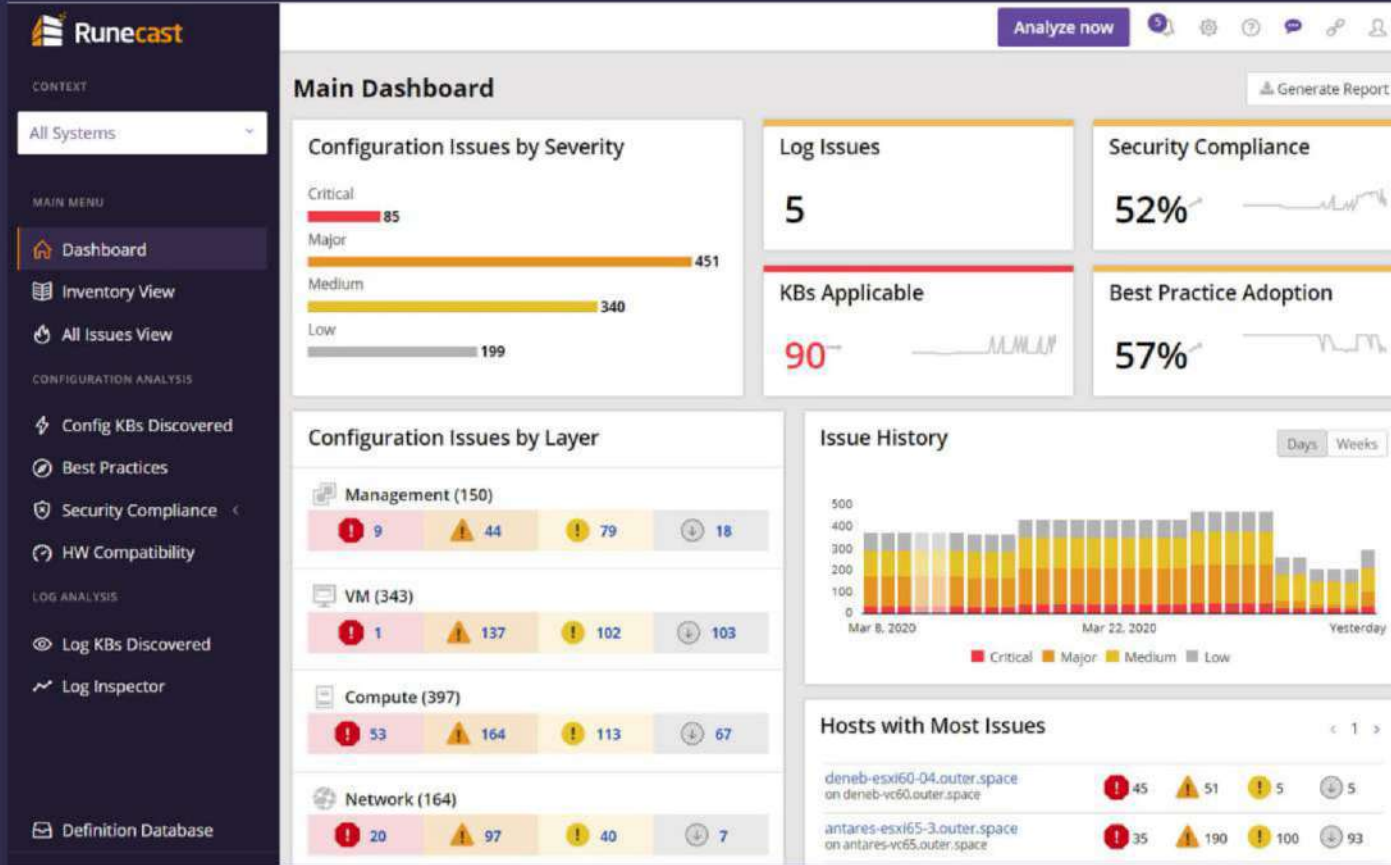 Runecast
Analyze now
5
CONTEXT
All Systems
MAIN MENU
Dashboard
Inventory View
All Issues View
CONFIGURATION ANALYSIS
Config KBs Discovered
Best Practices
Security Compliance
HW Compatibility
LOG ANALYSIS
Log KBs Discovered
Log Inspector
Definition Database
Main Dashboard
Generate Report
Configuration Issues by Severity
Critical
85
Major
451
Medium
340
Low
199
Log Issues
5
Security Compliance
52%
KBs Applicable
90
Best Practice Adoption
57%
Configuration Issues by Layer
Management (150)
9 44 79 18
VM (343)
1 137 102 103
Compute (397)
53 164 113 67
Network (164)
20 97 40 7
Issue History
Days Weeks
500
400
300
200
100
0
Mar 8, 2020 Mar 22, 2020 Yesterday
Critical Major Medium Low
Hosts with Most Issues
< 1 >
deneb-esxi60-04.outer.space
on deneb-vc60.outer.space
45 51 5 5
antares-esxi65-3.outer.space
on antares-vc65.outer.space
35 190 100 93